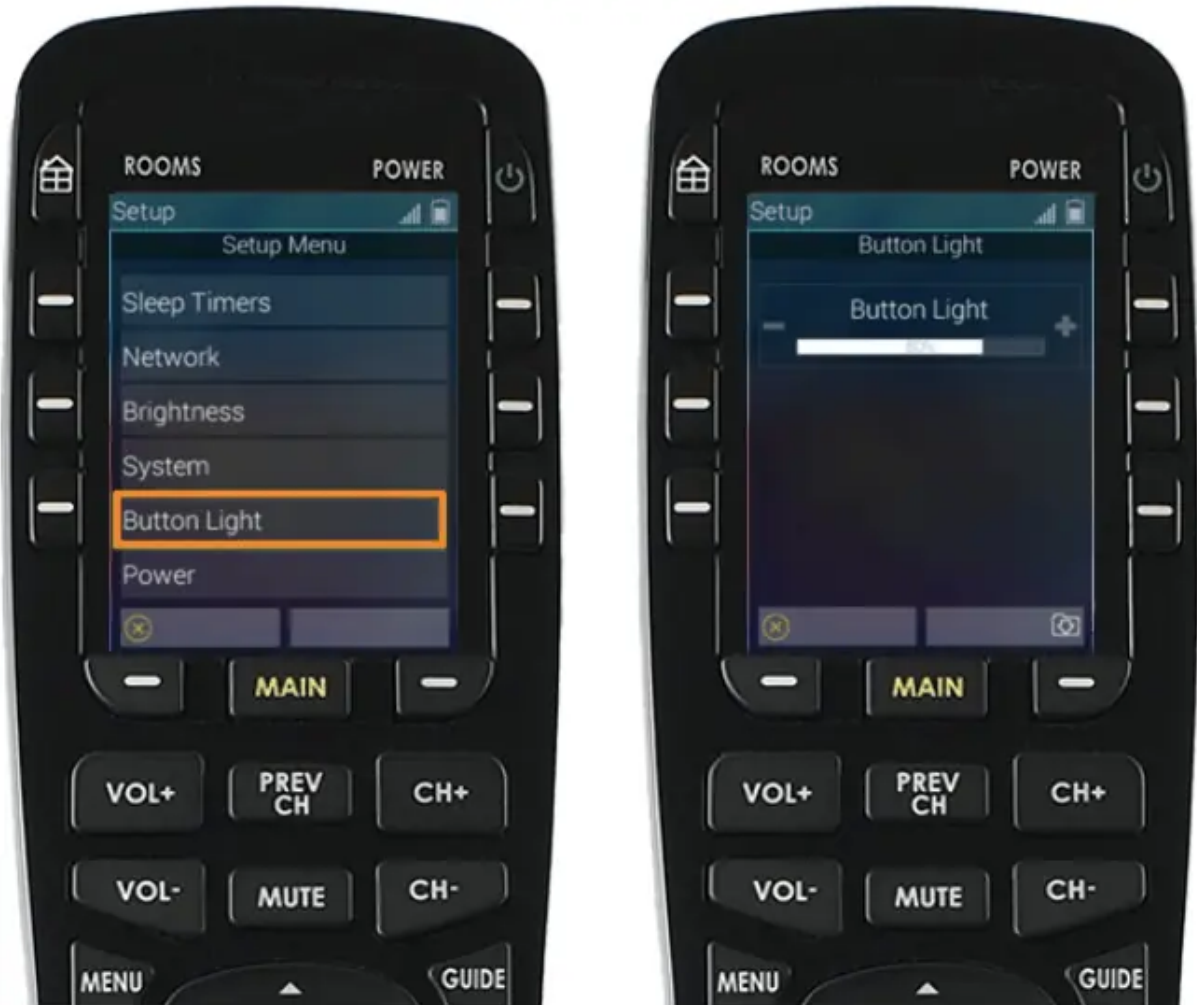 ROOMS POWER
Setup
Setup Menu
Sleep Timers
Network
Brightness
System
Button Light
Power
MAIN
VOL+
PREV
CH
CH+
VOL-
MUTE
CH-
MENU
GUIDE
ROOMS POWER
Setup
Button Light
Button Light
80%
MAIN
VOL+
PREV
CH
CH+
VOL-
MUTE
CH-
MENU
GUIDE